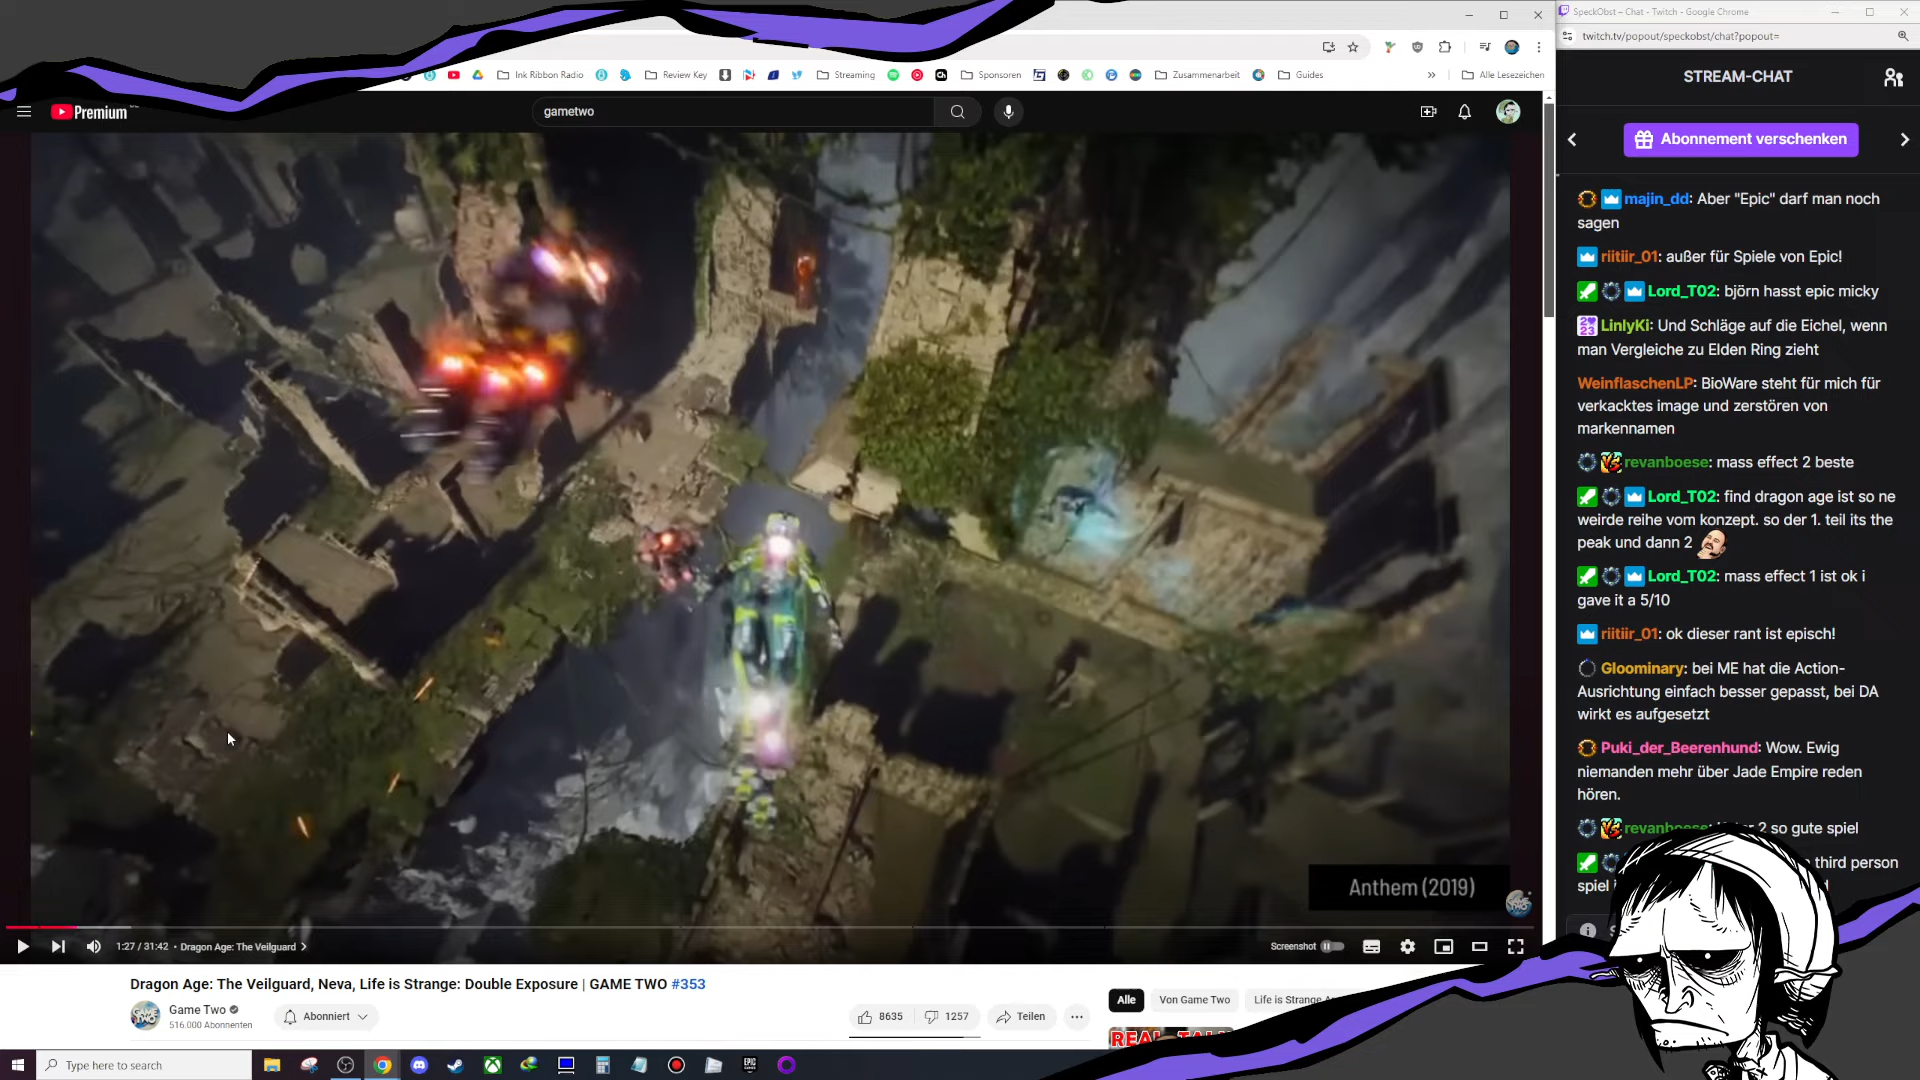 SpeckObst – Chat - Twitch - Google Chrome
twitch.tv/popout/speckobst/chat?popout=
Ink Ribbon Radio
Review Key
Streaming
Sponsoren
Zusammenarbeit
Guides
Alle Lesezeichen
Premium
gametwo
STREAM-CHAT
Abonnement verschenken
majin_dd: Aber "Epic" darf man noch
sagen
riitiir_01: außer für Spiele von Epic!
Lord_T02: björn hasst epic micky
LinlyKi: Und Schläge auf die Eichel, wenn
man Vergleiche zu Elden Ring zieht
WeinflaschenLP: BioWare steht für mich für
verkacktes image und zerstören von
markennamen
revanboese: mass effect 2 beste
Lord_T02: find dragon age ist so ne
weirde reihe vom konzept. so der 1. teil its the
peak und dann 2
Lord_T02: mass effect 1 ist ok i
gave it a 5/10
riitiir_01: ok dieser rant ist episch!
Gloominary: bei ME hat die Action-
Ausrichtung einfach besser gepasst, bei DA
wirkt es aufgesetzt
Puki_der_Beerenhund: Wow. Ewig
niemanden mehr über Jade Empire reden
hören.
revanboese: 2 so gute spiel
third person
spiel
Anthem (2019)
1:27 / 31:42 • Dragon Age: The Veilguard
Screenshot
Dragon Age: The Veilguard, Neva, Life is Strange: Double Exposure | GAME TWO #353
Game Two
516.000 Abonnenten
Abonniert
8635
1257
Teilen
Alle
Von Game Two
Life is Strange
Type here to search